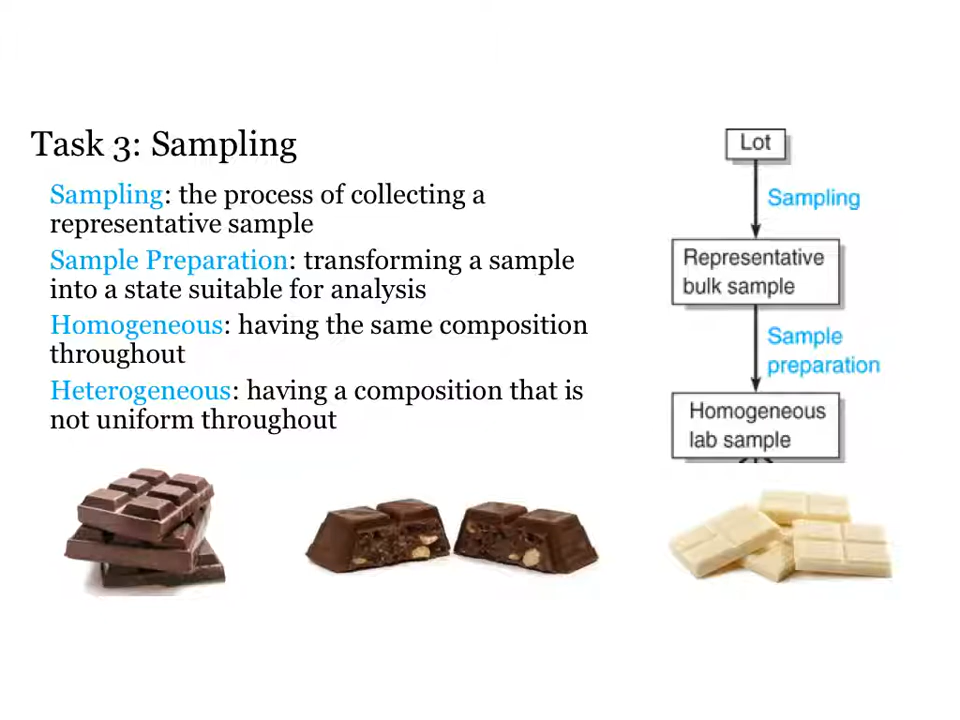 Task 3: Sampling
Sampling: the process of collecting a
representative sample
Sample Preparation: transforming a sample
into a state suitable for analysis
Homogeneous: having the same composition
throughout
Heterogeneous: having a composition that is
not uniform throughout
Lot
Sampling
Representative
bulk sample
Sample
preparation
Homogeneous
lab sample